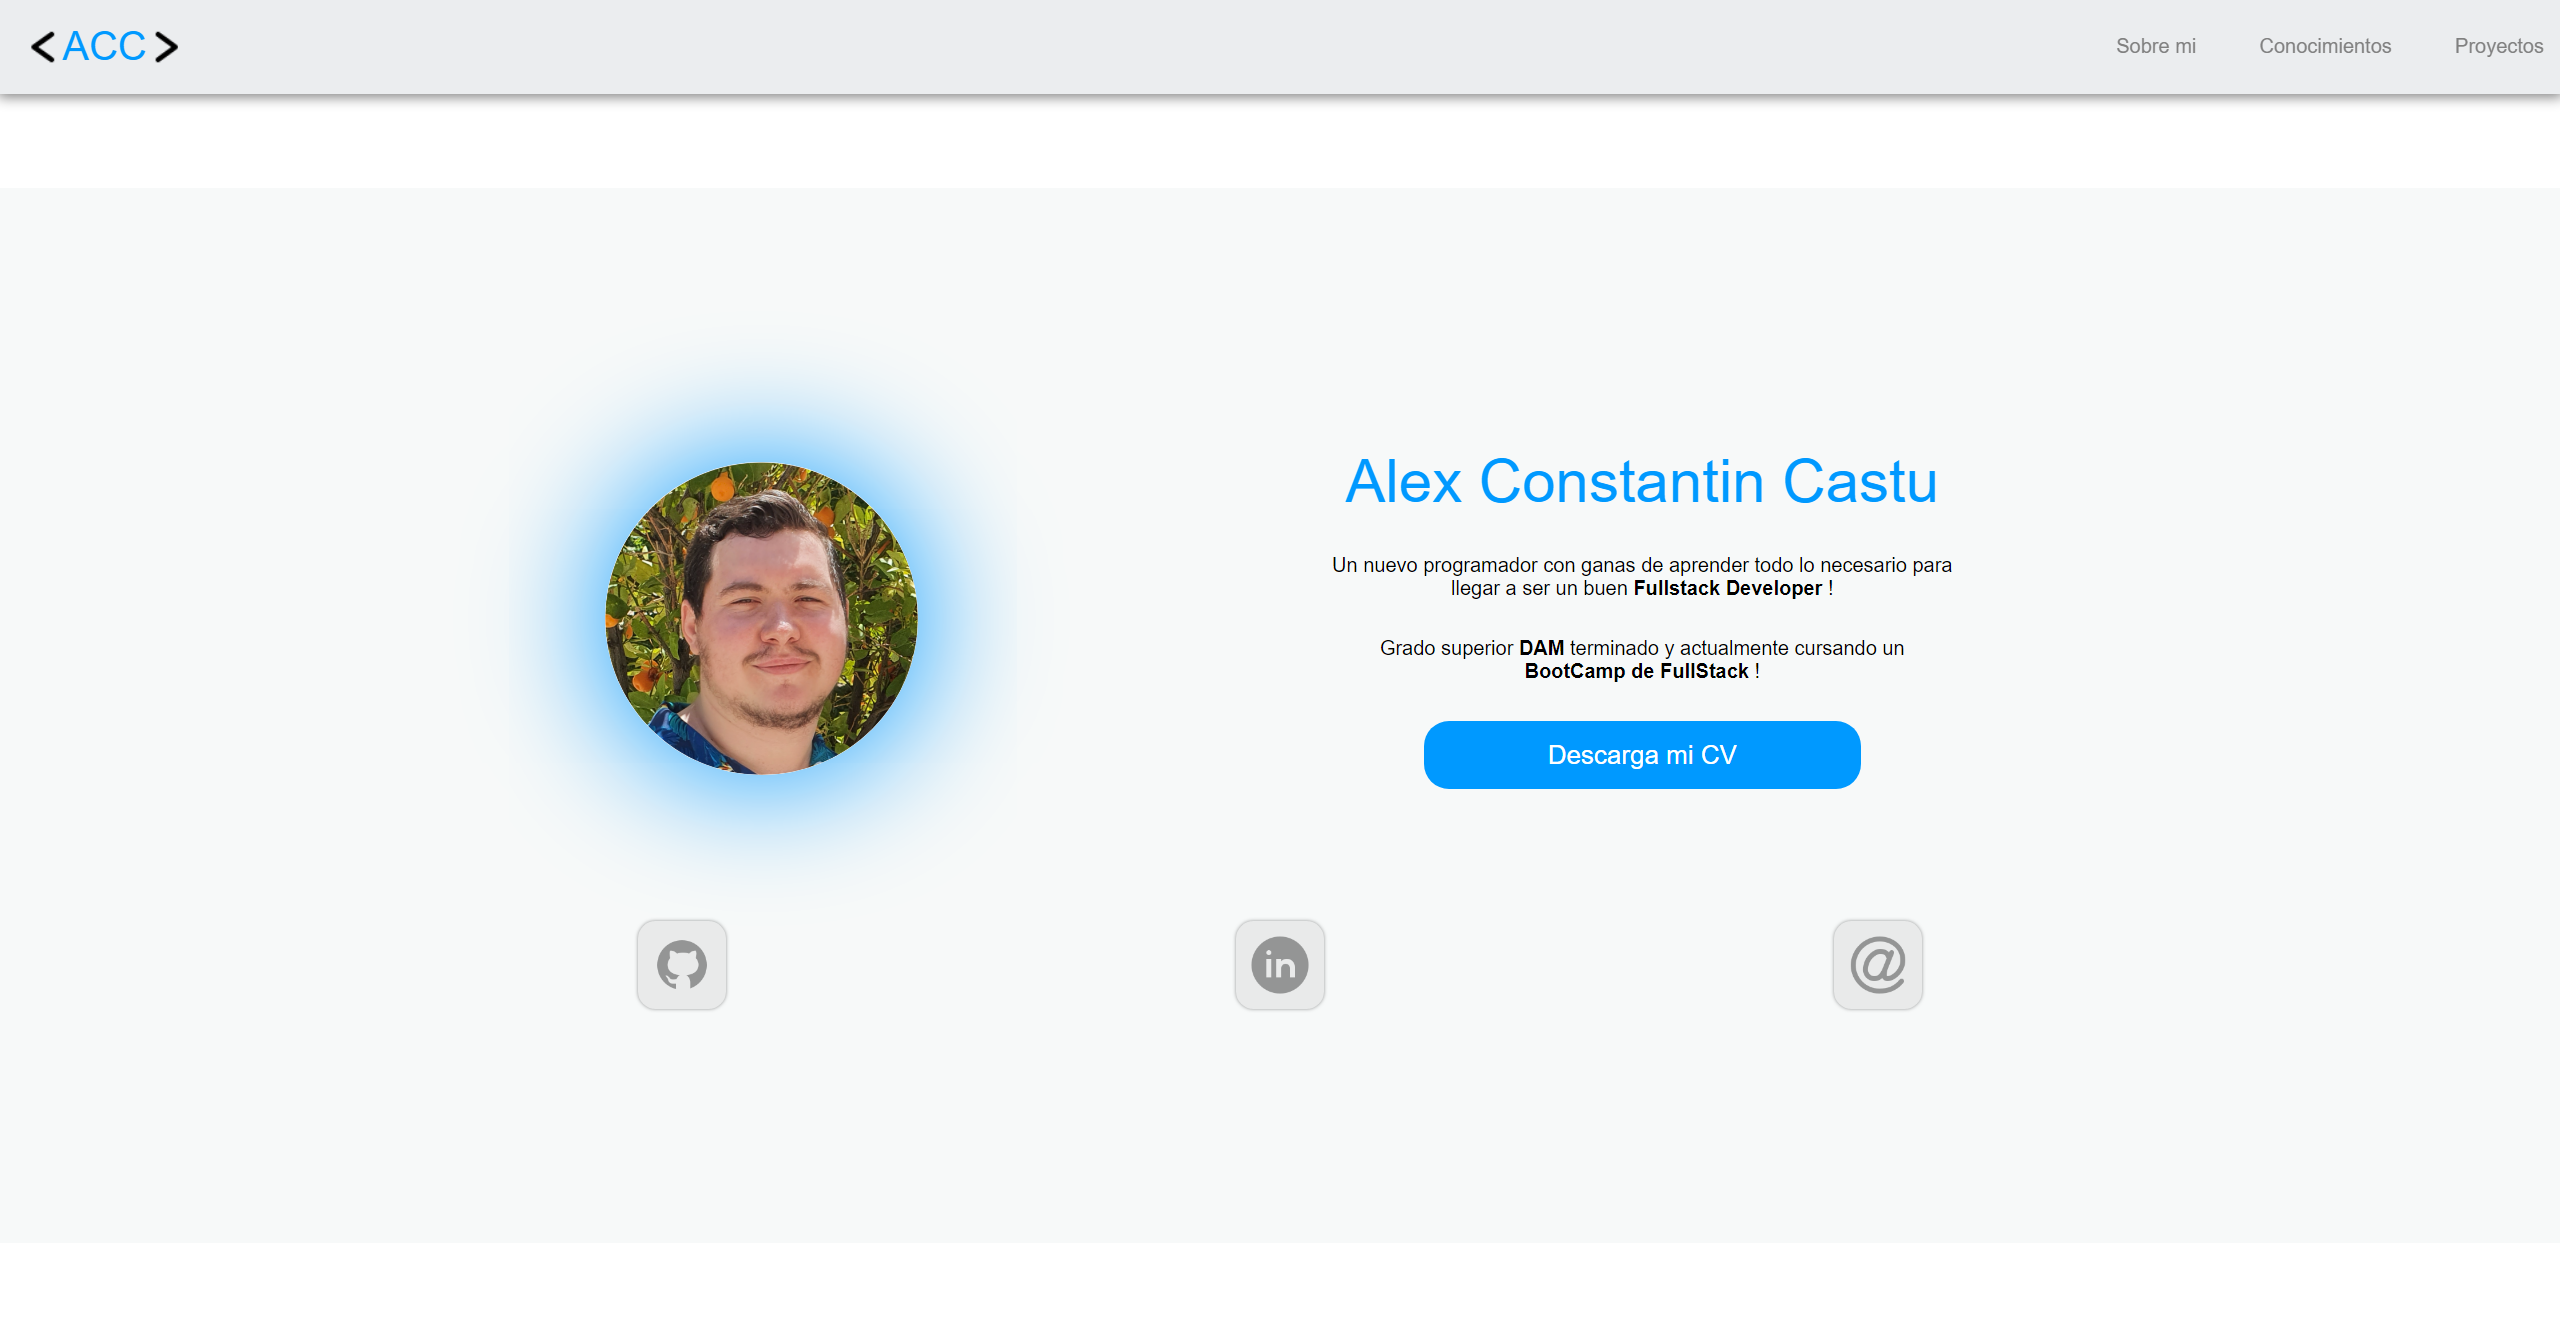 < ACC >
Sobre mi
Conocimientos
Proyectos
Alex Constantin Castu
Un nuevo programador con ganas de aprender todo lo necesario para
llegar a ser un buen Fullstack Developer !
Grado superior DAM terminado y actualmente cursando un
BootCamp de FullStack !
Descarga mi CV
in
@